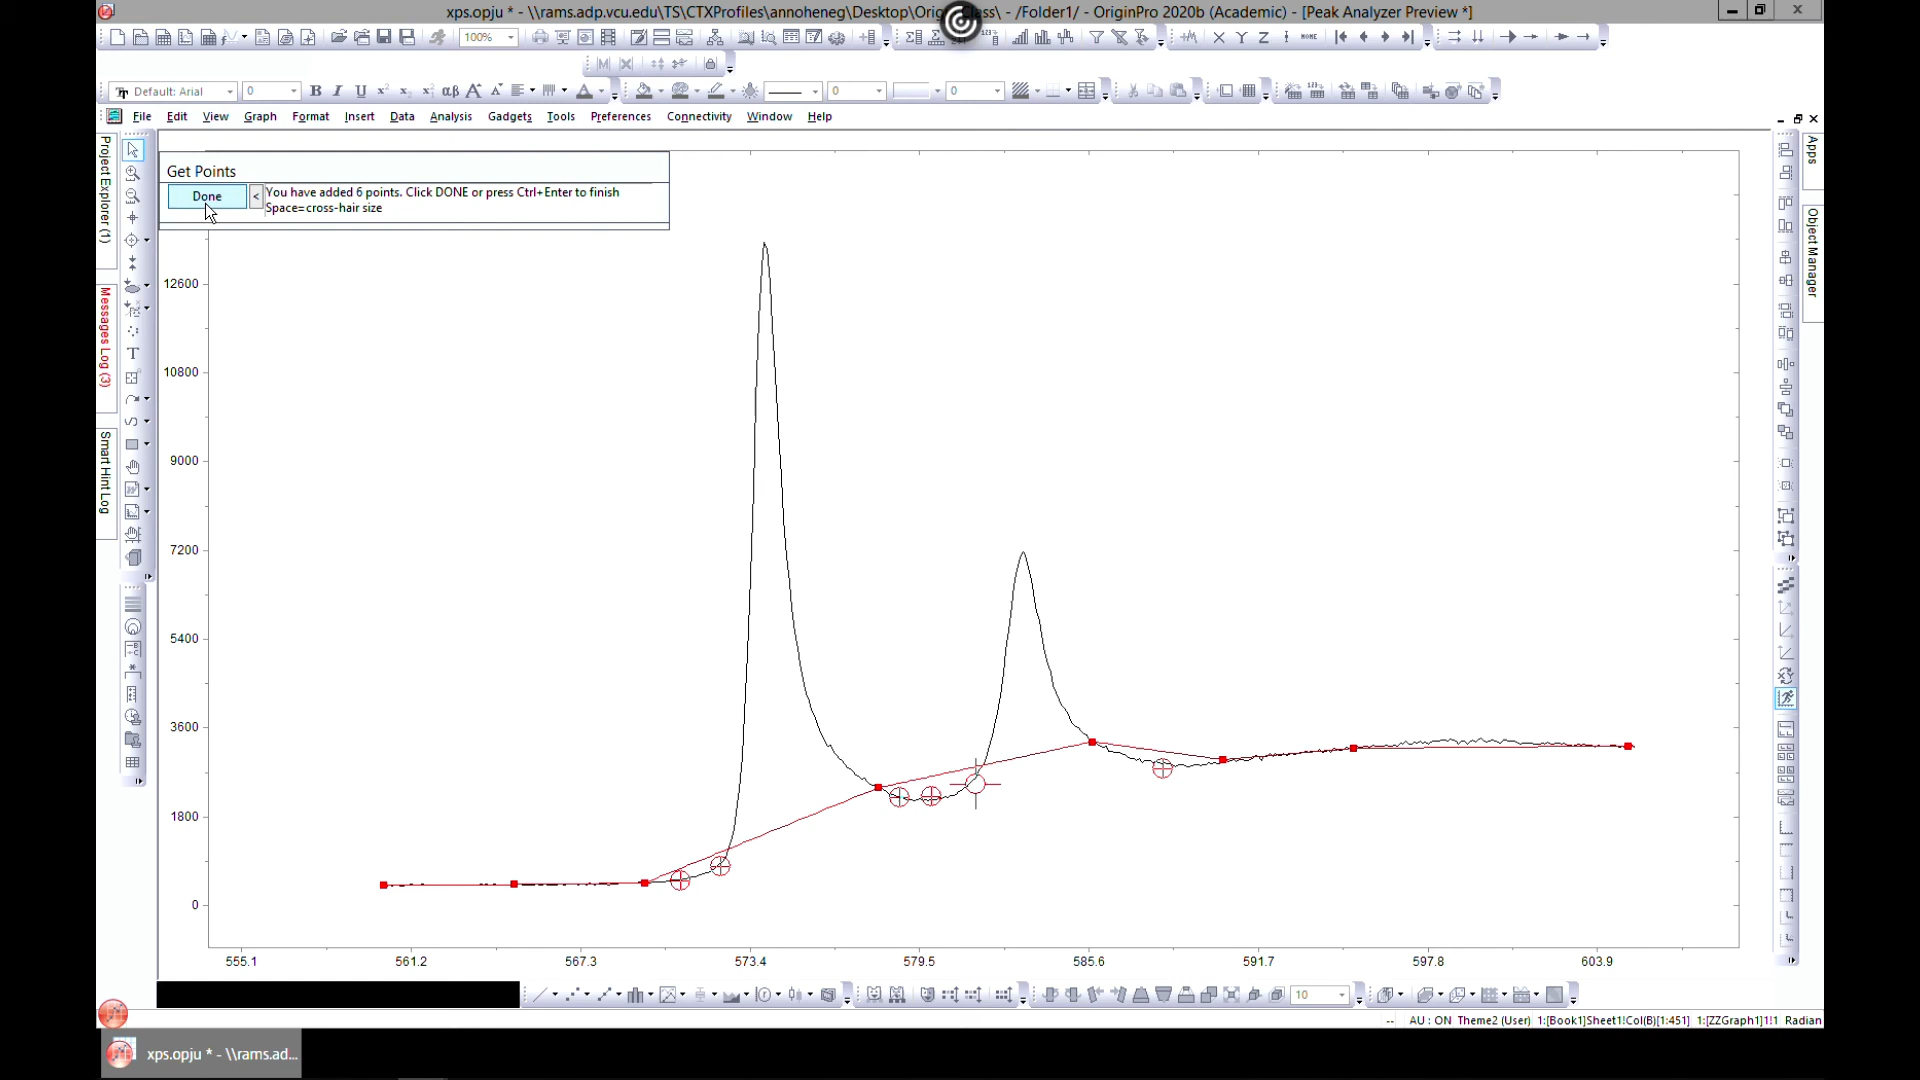 xps.opju * - \\rams.adp.vcu.edu\TS\CTXProfiles\annoheneg\Desktop\Orig lass\ - /Folder1/ - OriginPro 2020b (Academic) - [Peak Analyzer Preview *]
100%
Default: Arial 0 B I U αβ A 0 0
File Edit View Graph Format Insert Data Analysis Gadgets Tools Preferences Connectivity Window Help
Project Explorer (1)
Messages Log (3)
Smart Hint Log
Apps
Object Manager
Get Points
Done < You have added 6 points. Click DONE or press Ctrl+Enter to finish
Space=cross-hair size
12600
10800
9000
7200
5400
3600
1800
0
555.1 561.2 567.3 573.4 579.5 585.6 591.7 597.8 603.9
10
-- AU : ON Theme2 (User) 1:[Book1]Sheet1!Col(B)[1:451] 1:[ZZGraph1]1!1 Radian
xps.opju * - \\rams.ad...